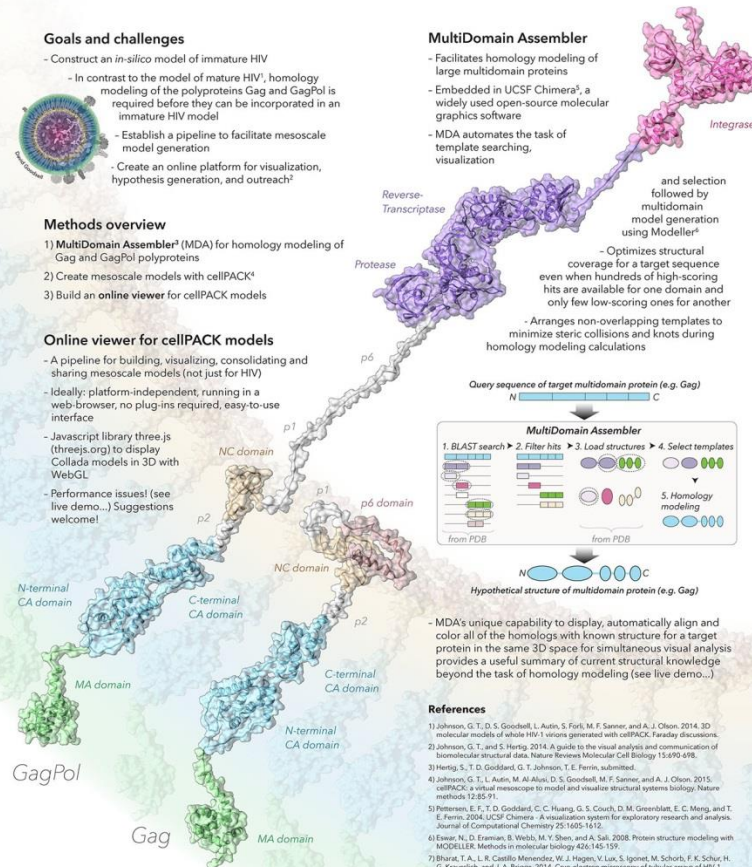 Goals and challenges
– Construct an in-silico model of immature HIV
– In contrast to the model of mature HIV¹, homology
modeling of the polyproteins Gag and GagPol is
required before they can be incorporated in an
immature HIV model
– Establish a pipeline to facilitate mesoscale
model generation
- Create an online platform for visualization,
hypothesis generation, and outreach²
David Goodsell
Methods overview
1) MultiDomain Assembler³ (MDA) for homology modeling of
Gag and GagPol polyproteins
2) Create mesoscale models with cellPACK⁴
3) Build an online viewer for cellPACK models
Online viewer for cellPACK models
– A pipeline for building, visualizing, consolidating and
sharing mesoscale models (not just for HIV)
– Ideally: platform-independent, running in a
web-browser, no plug-ins required, easy-to-use
interface
– Javascript library three.js
(threejs.org) to display
Collada models in 3D with
WebGL
– Performance issues! (see
live demo...) Suggestions
welcome!
MultiDomain Assembler
– Facilitates homology modeling of
large multidomain proteins
– Embedded in UCSF Chimera⁵, a
widely used open-source molecular
graphics software
– MDA automates the task of
template searching,
visualization
and selection
followed by
multidomain
model generation
using Modeller⁶
– Optimizes structural
coverage for a target sequence
even when hundreds of high-scoring
hits are available for one domain and
only few low-scoring ones for another
- Arranges non-overlapping templates to
minimize steric collisions and knots during
homology modeling calculations
Integrase
Reverse-
Transcriptase
Protease
p6
p1
NC domain
p2
N-terminal
CA domain
C-terminal
CA domain
MA domain
GagPol
p1
p6 domain
NC domain
p2
C-terminal
CA domain
N-terminal
CA domain
MA domain
Gag
Query sequence of target multidomain protein (e.g. Gag)
N C
MultiDomain Assembler
1. BLAST search ➤ 2. Filter hits ➤ 3. Load structures ➤ 4. Select templates
5. Homology
modeling
from PDB from PDB
N C
Hypothetical structure of multidomain protein (e.g. Gag)
– MDA's unique capability to display, automatically align and
color all of the homologs with known structure for a target
protein in the same 3D space for simultaneous visual analysis
provides a useful summary of current structural knowledge
beyond the task of homology modeling (see live demo...)
References
1) Johnson, G. T., D. S. Goodsell, L. Autin, S. Forli, M. F. Sanner, and A. J. Olson. 2014. 3D
molecular models of whole HIV-1 virions generated with cellPACK. Faraday discussions.
2) Johnson, G. T., and S. Hertig. 2014. A guide to the visual analysis and communication of
biomolecular structural data. Nature Reviews Molecular Cell Biology 15:690-698.
3) Hertig, S., T. D. Goddard, G. T. Johnson, T. E. Ferrin, submitted.
4) Johnson, G. T., L. Autin, M. Al-Alusi, D. S. Goodsell, M. F. Sanner, and A. J. Olson. 2015.
cellPACK: a virtual mesoscope to model and visualize structural systems biology. Nature
methods 12:85-91.
5) Pettersen, E. F., T. D. Goddard, C. C. Huang, G. S. Couch, D. M. Greenblatt, E. C. Meng, and T.
E. Ferrin. 2004. UCSF Chimera - A visualization system for exploratory research and analysis.
Journal of Computational Chemistry 25:1605-1612.
6) Eswar, N., D. Eramian, B. Webb, M. Y. Shen, and A. Sali. 2008. Protein structure modeling with
MODELLER. Methods in molecular biology 426:145-159.
7) Bharat, T. A., L. R. Castillo Menendez, W. J. Hagen, V. Lux, S. Igonet, M. Schorb, F. K. Schur, H.